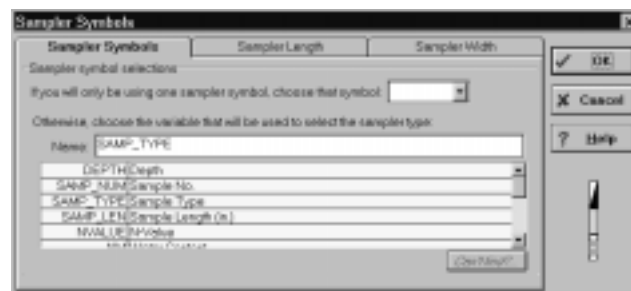 Sampler Symbols
Sampler Symbols
Sampler Length
Sampler Width
Sampler symbol selections
If you will only be using one sampler symbol, choose that symbol:
Otherwise, choose the variable that will be used to select the sampler type:
Name: SAMP_TYPE
DEPTH Depth
SAMP_NUM Sample No.
SAMP_TYPE Sample Type
SAMP_LEN Sample Length (in.)
NVALUE N-Value
OK
Cancel
? Help